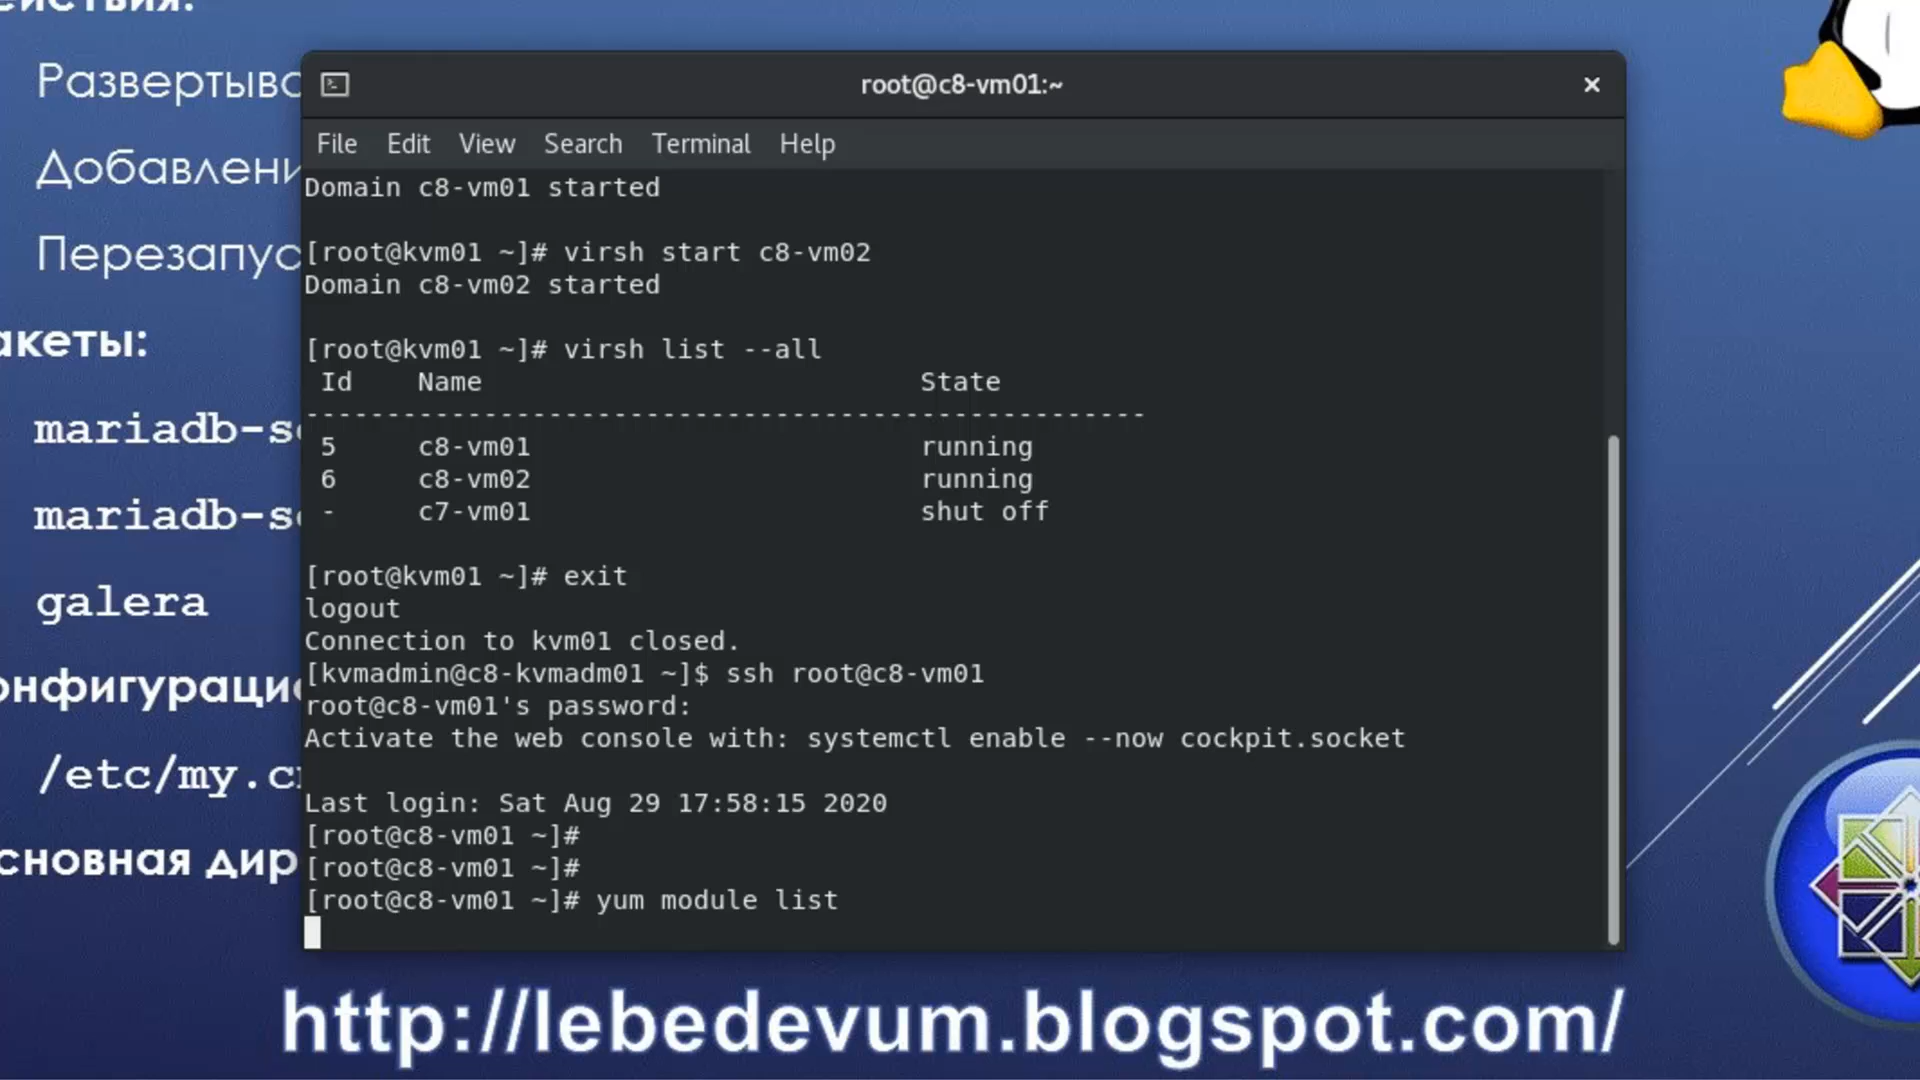 Развертыва
Добавлени
Перезапус
акеты:
mariadb-s
mariadb-s
galera
онфигураци
/etc/my.c
сновная дир
root@c8-vm01:~
File Edit View Search Terminal Help
Domain c8-vm01 started
[root@kvm01 ~]# virsh start c8-vm02
Domain c8-vm02 started
[root@kvm01 ~]# virsh list --all
Id Name State
----------------------------------------------------
5 c8-vm01 running
6 c8-vm02 running
- c7-vm01 shut off
[root@kvm01 ~]# exit
logout
Connection to kvm01 closed.
[kvmadmin@c8-kvmadm01 ~]$ ssh root@c8-vm01
root@c8-vm01's password:
Activate the web console with: systemctl enable --now cockpit.socket
Last login: Sat Aug 29 17:58:15 2020
[root@c8-vm01 ~]#
[root@c8-vm01 ~]#
[root@c8-vm01 ~]# yum module list
http://lebedevum.blogspot.com/